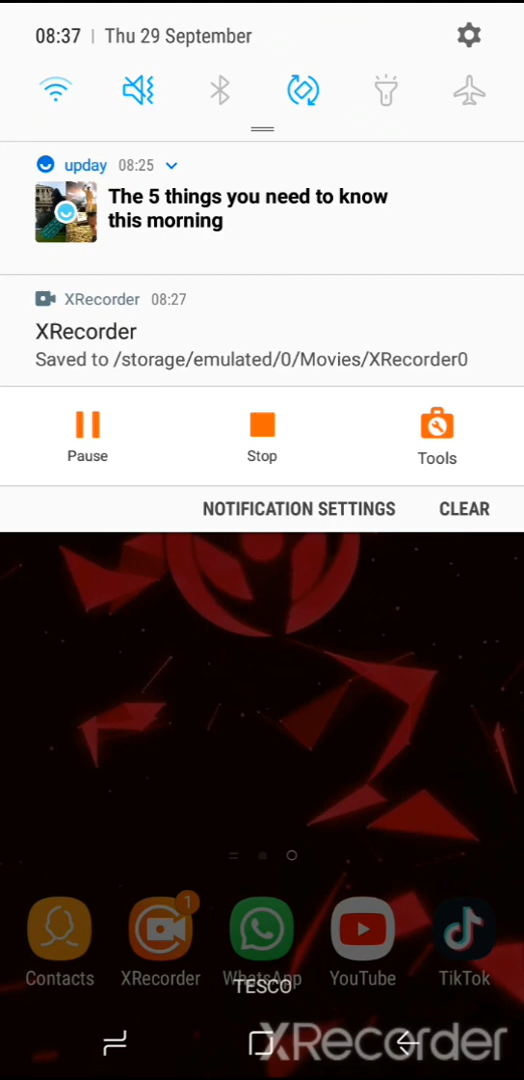 08:37 | Thu 29 September
upday 08:25
The 5 things you need to know
this morning
XRecorder 08:27
XRecorder
Saved to /storage/emulated/0/Movies/XRecorder0
Pause Stop Tools
NOTIFICATION SETTINGS CLEAR
1
Contacts XRecorder WhatsApp YouTube TikTok
TESCO
XRecorder